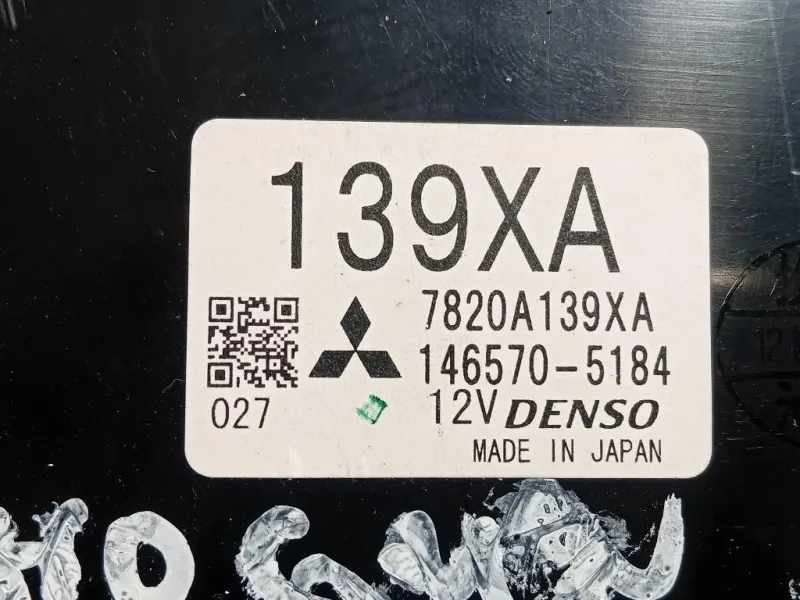 139XA
7820A139XA
146570-5184
027
12V DENSO
MADE IN JAPAN